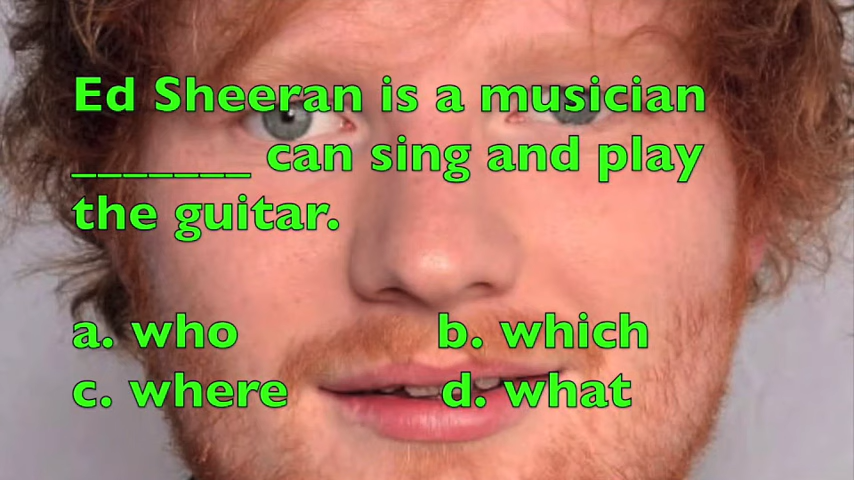 Ed Sheeran is a musician
_______ can sing and play
the guitar.
a. who b. which
c. where d. what